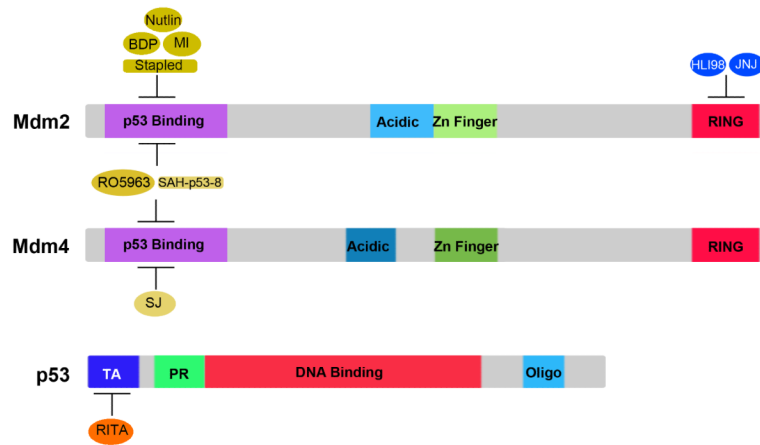 Nutlin
BDP MI
Stapled
HLI98 JNJ
Mdm2 p53 Binding Acidic Zn Finger RING
RO5963 SAH-p53-8
Mdm4 p53 Binding Acidic Zn Finger RING
SJ
p53 TA PR DNA Binding Oligo
RITA